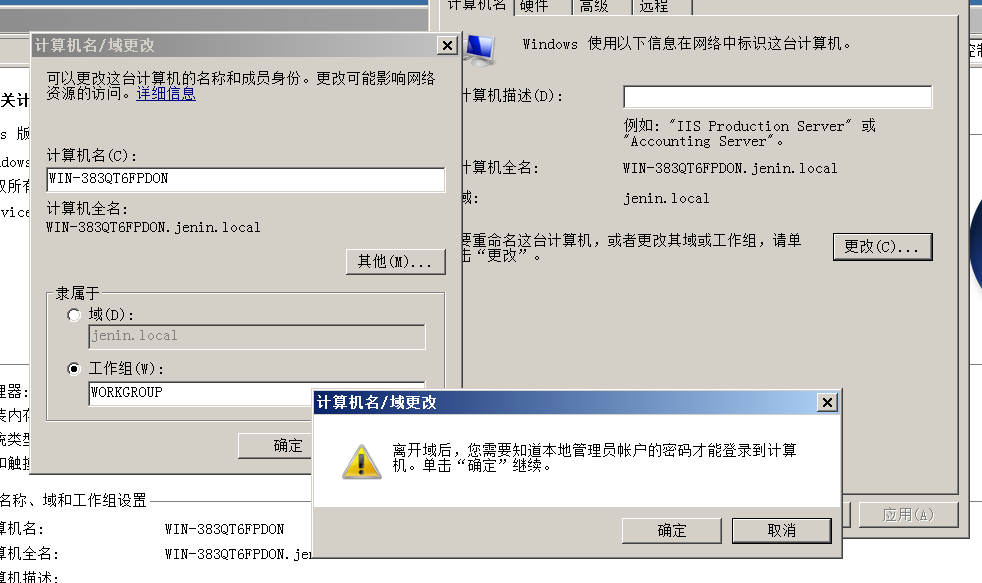 计算机名 硬件 高级 远程
计算机名/域更改
可以更改这台计算机的名称和成员身份。更改可能影响网络
资源的访问。详细信息
计算机名(C):
WIN-383QT6FPDON
计算机全名:
WIN-383QT6FPDON.jenin.local
其他(M)...
隶属于
域(D):
jenin.local
工作组(W):
WORKGROUP
确定
Windows 使用以下信息在网络中标识这台计算机。
计算机描述(D):
例如: "IIS Production Server" 或
"Accounting Server"。
计算机全名:
WIN-383QT6FPDON.jenin.local
域:
jenin.local
要重命名这台计算机，或者更改其域或工作组，请单
击“更改”。
更改(C)...
应用(A)
计算机名/域更改
离开域后，您需要知道本地管理员帐户的密码才能登录到计算
机。单击“确定”继续。
确定
取消
关计
s 版
dows
权所有
vice
理器:
装内存
统类型
和触摸
名称、域和工作组设置
算机名:
WIN-383QT6FPDON
算机全名:
WIN-383QT6FPDON.jen
算机描述: